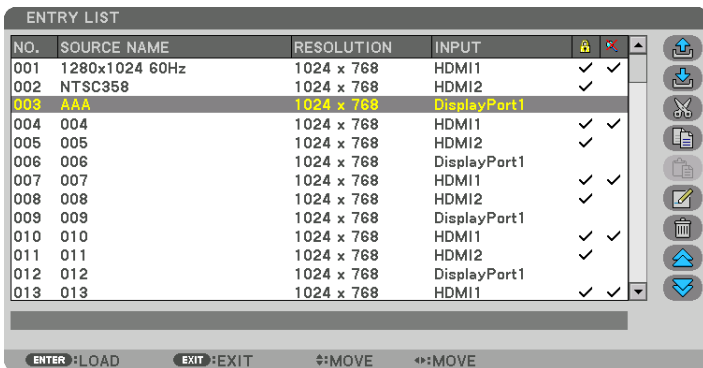 ENTRY LIST
NO. SOURCE NAME RESOLUTION INPUT
001 1280x1024 60Hz 1024 x 768 HDMI1
002 NTSC358 1024 x 768 HDMI2
003 AAA 1024 x 768 DisplayPort1
004 004 1024 x 768 HDMI1
005 005 1024 x 768 HDMI2
006 006 1024 x 768 DisplayPort1
007 007 1024 x 768 HDMI1
008 008 1024 x 768 HDMI2
009 009 1024 x 768 DisplayPort1
010 010 1024 x 768 HDMI1
011 011 1024 x 768 HDMI2
012 012 1024 x 768 DisplayPort1
013 013 1024 x 768 HDMI1
ENTER :LOAD EXIT :EXIT :MOVE :MOVE